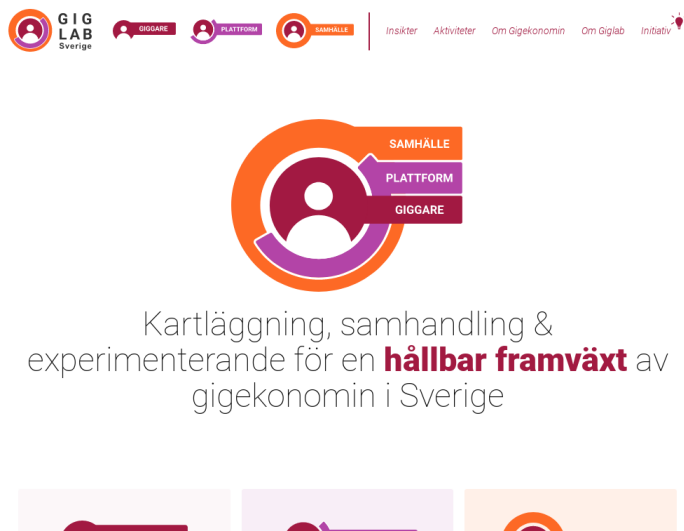 GIG
LAB
Sverige
GIGGARE
PLATTFORM
SAMHÄLLE
Insikter
Aktiviteter
Om Gigekonomin
Om Giglab
Initiativ
SAMHÄLLE
PLATTFORM
GIGGARE
Kartläggning, samhandling &
experimenterande för en hållbar framväxt av
gigekonomin i Sverige